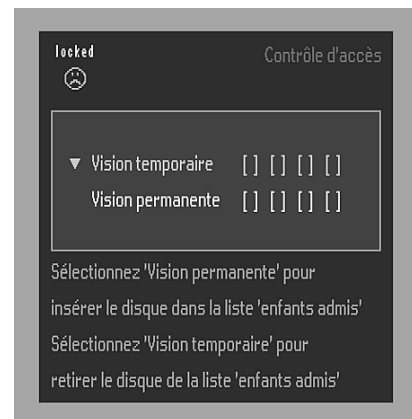 locked
Contrôle d'accès
▼ Vision temporaire [ ] [ ] [ ] [ ]
Vision permanente [ ] [ ] [ ] [ ]
Sélectionnez 'Vision permanente' pour
insérer le disque dans la liste 'enfants admis'
Sélectionnez 'Vision temporaire' pour
retirer le disque de la liste 'enfants admis'